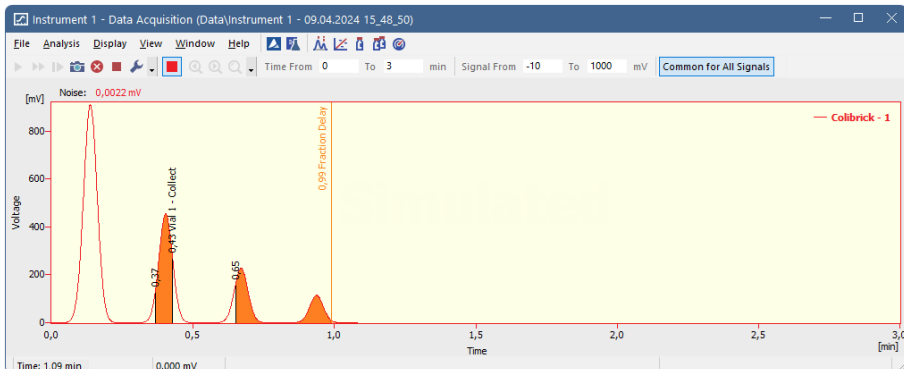 Instrument 1 - Data Acquisition (Data\Instrument 1 - 09.04.2024 15_48_50)
File Analysis Display View Window Help
Time From 0 To 3 min Signal From -10 To 1000 mV Common for All Signals
Noise: 0,0022 mV
[mV]
Colibrick - 1
800
600
400
200
0
Voltage
0,37
0,43 Vial 1 - Collect
0,65
0,99 Fraction Delay
0,0 0,5 1,0 1,5 2,0 2,5 3,0
Time
[min]
Time: 1.09 min 0.000 mV